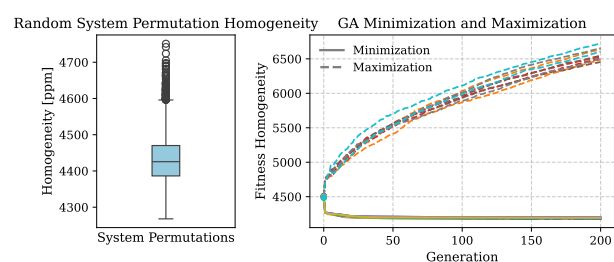 Random System Permutation Homogeneity
Homogeneity [ppm]
4700
4600
4500
4400
4300
System Permutations
GA Minimization and Maximization
Fitness Homogeneity
6500
6000
5500
5000
4500
Minimization
Maximization
0 50 100 150 200
Generation